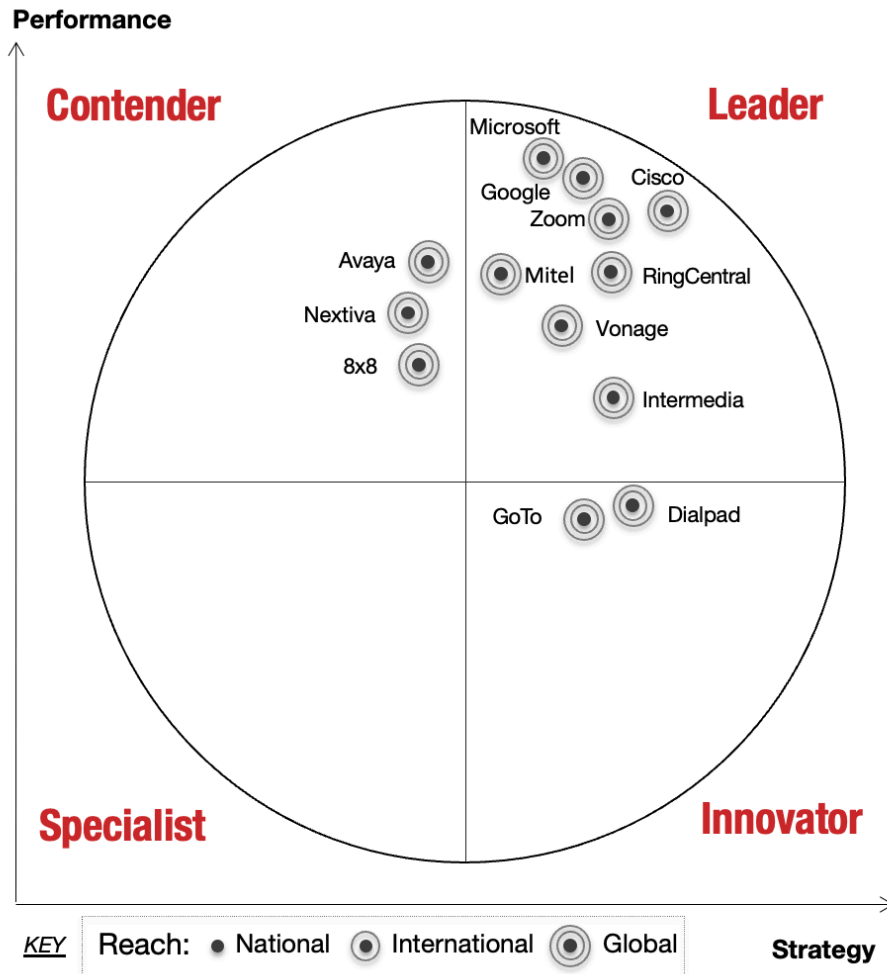 Performance
Contender
Leader
Microsoft
Google
Cisco
Zoom
Avaya
Mitel
RingCentral
Nextiva
Vonage
8x8
Intermedia
GoTo
Dialpad
Specialist
Innovator
KEY Reach: National International Global
Strategy